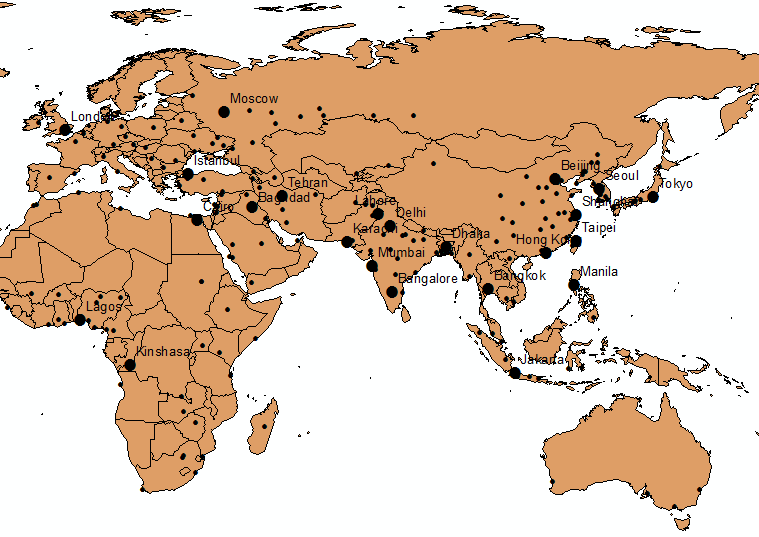 Moscow
London
Istanbul
Beijing
Seoul
Tokyo
Tehran
Baghdad
Lahore
Shanghai
Cairo
Delhi
Karachi
Dhaka
Taipei
Hong Kong
Mumbai
Bangalore
Bangkok
Manila
Lagos
Kinshasa
Jakarta